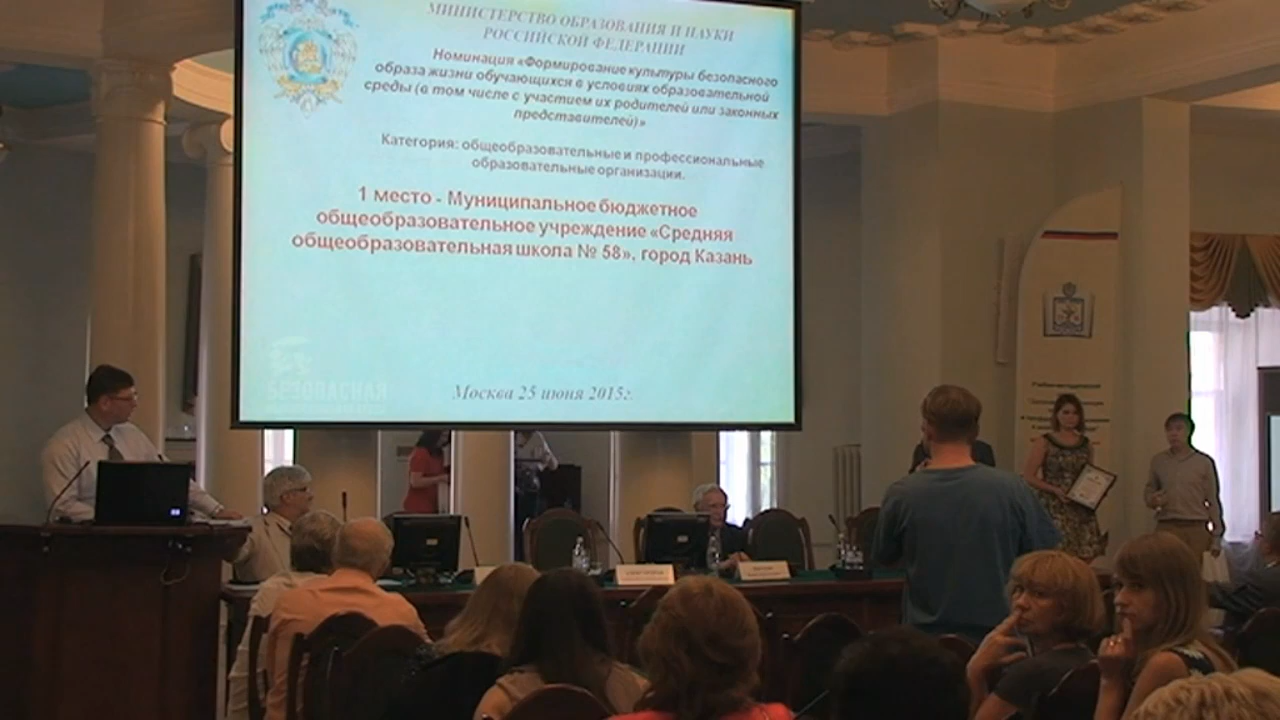 МИНИСТЕРСТВО ОБРАЗОВАНИЯ И НАУКИ
РОССИЙСКОЙ ФЕДЕРАЦИИ
Номинация «Формирование культуры безопасного
образа жизни обучающихся в условиях образовательной
среды (в том числе с участием их родителей или законных
представителей)»
Категория: общеобразовательные и профессиональные
образовательные организации.
1 место - Муниципальное бюджетное
общеобразовательное учреждение «Средняя
общеобразовательная школа № 58», город Казань
БЕЗОПАСНАЯ
Москва 25 июня 2015г.